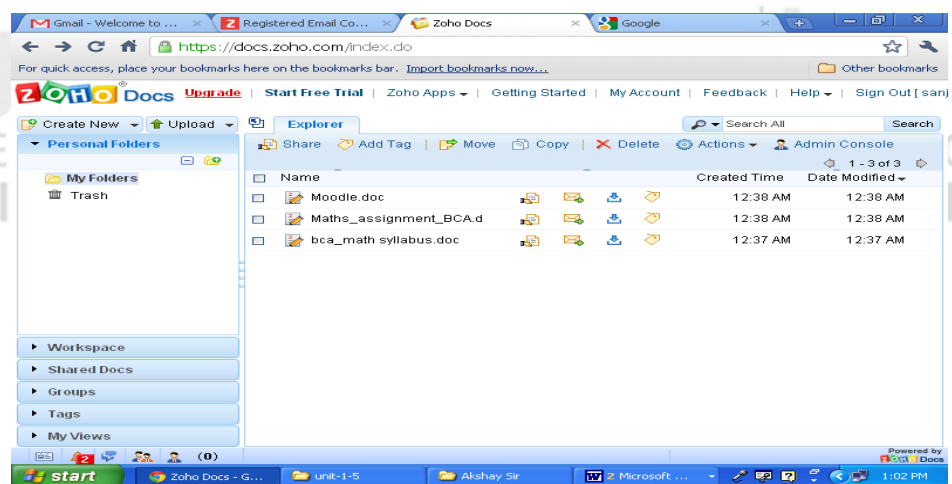 Gmail - Welcome to ... Registered Email Co... Zoho Docs Google
https://docs.zoho.com/index.do
For quick access, place your bookmarks here on the bookmarks bar. Import bookmarks now... Other bookmarks
ZOHO Docs Upgrade | Start Free Trial | Zoho Apps | Getting Started | My Account | Feedback | Help | Sign Out [ sanj
Create New Upload Explorer Search All Search
Personal Folders Share Add Tag | Move Copy | Delete Actions Admin Console
1 - 3 of 3
My Folders Name Created Time Date Modified
Trash Moodle.doc 12:38 AM 12:38 AM
Maths_assignment_BCA.d 12:38 AM 12:38 AM
bca_math syllabus.doc 12:37 AM 12:37 AM
Workspace
Shared Docs
Groups
Tags
My Views
2 (0) Powered by
ZOHO Docs
start Zoho Docs - G... unit-1-5 Akshay Sir 2 Microsoft ... 1:02 PM